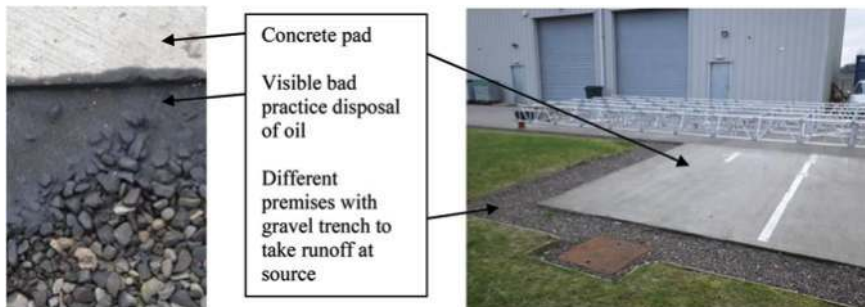 Concrete pad
Visible bad
practice disposal
of oil
Different
premises with
gravel trench to
take runoff at
source